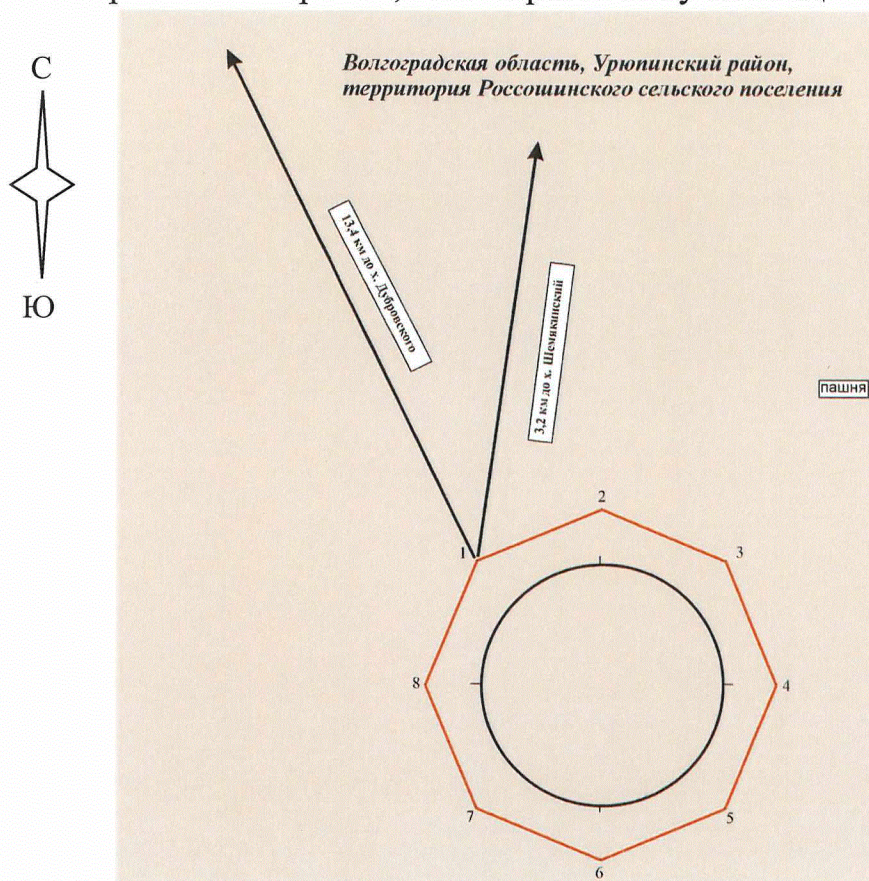 С
Ю
Волгоградская область, Урюпинский район,
территория Россошинского сельского поселения
13,4 км до х. Дубровского
3,2 км до х. Шемякинский
пашня
1
2
3
4
5
6
7
8